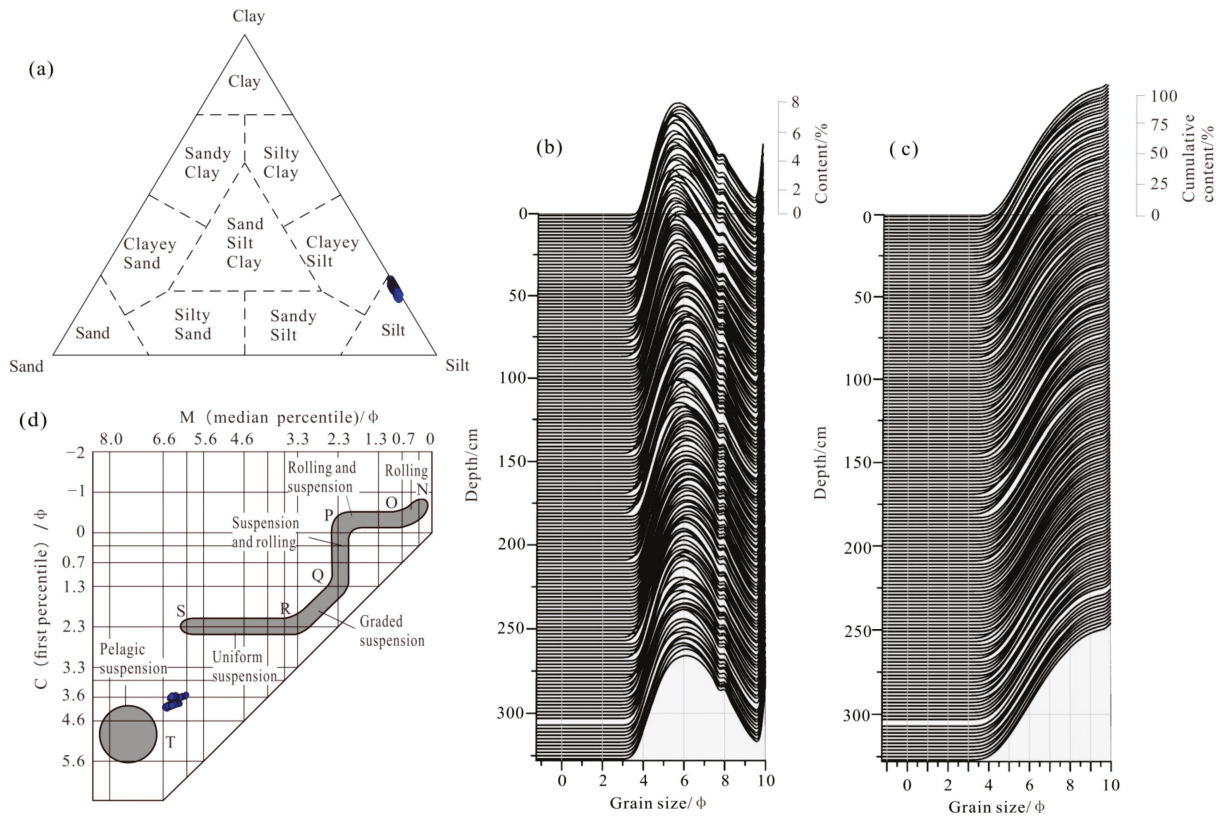 (a)
Clay
Clay
Sandy
Clay
Silty
Clay
Clayey
Sand
Sand
Silt
Clay
Clayey
Silt
Sand
Silty
Sand
Sandy
Silt
Silt
Sand
Silt
(b)
8
6
4
2
0
Content/%
0
50
100
150
200
250
300
Depth/cm
0 2 4 6 8 10
Grain size/ Φ
(c)
100
75
50
25
0
Cumulative
content/%
0
50
100
150
200
250
300
Depth/cm
0 2 4 6 8 10
Grain size/ Φ
(d)
M (median percentile)/ Φ
8.0 6.6 5.6 4.6 3.3 2.3 1.3 0.7 0
−2
−1
0
0.7
1.3
2.3
3.3
3.6
4.6
5.6
C (first percentile) / Φ
Rolling and
suspension
Rolling
N
O
P
Suspension
and rolling
Q
R
S
Graded
suspension
Pelagic
suspension
Uniform
suspension
T